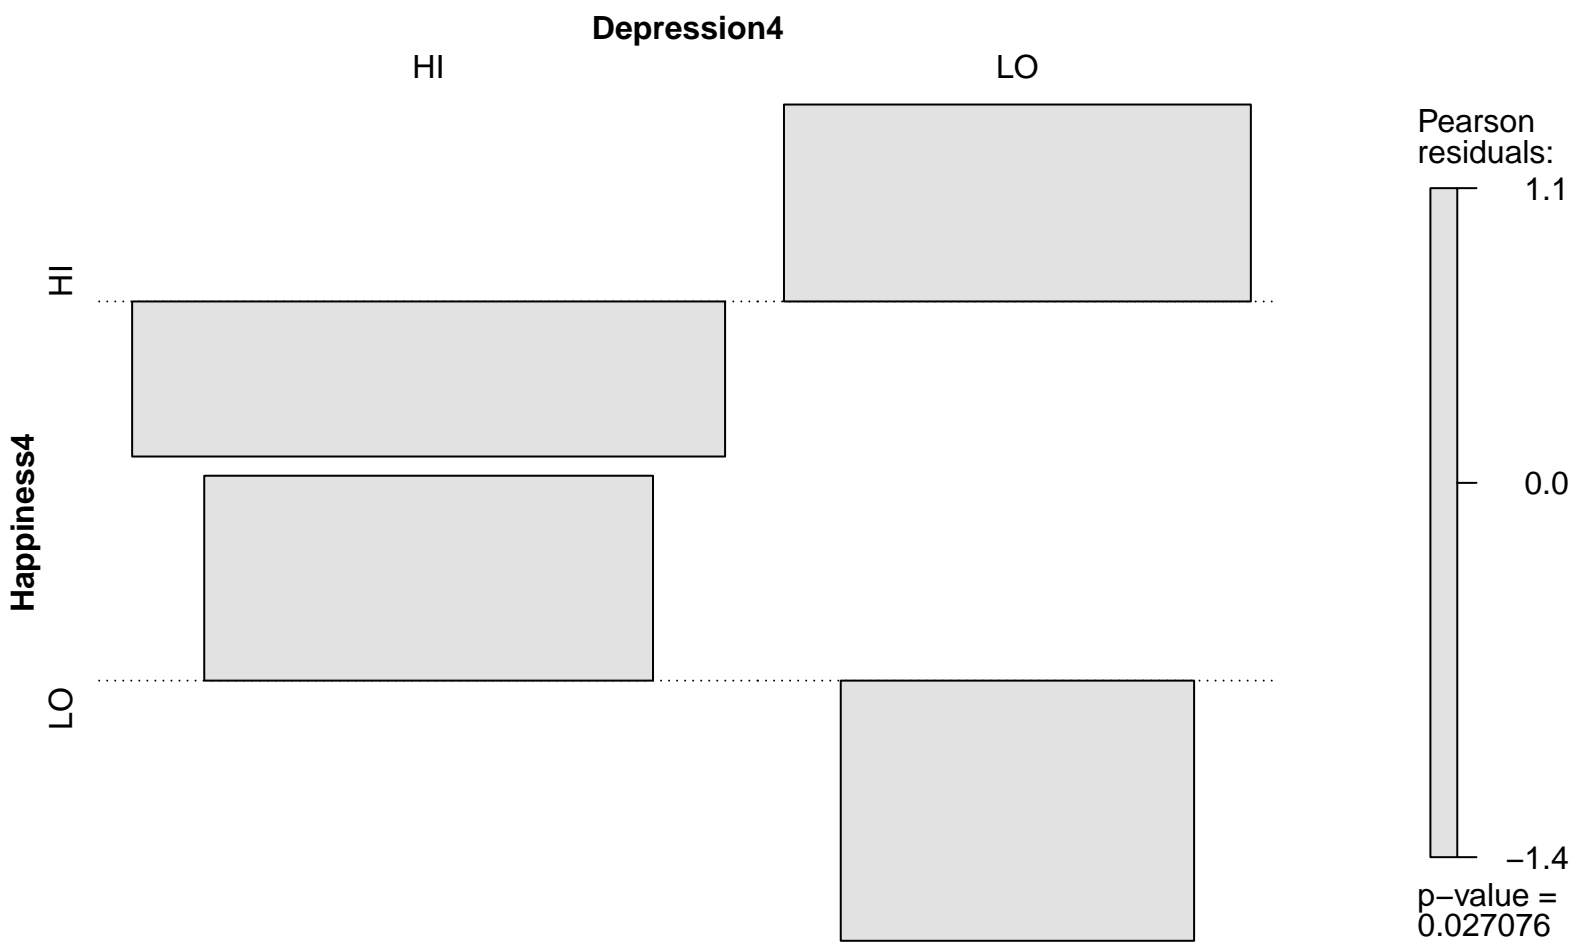 Depression4
HI
LO
Happiness4
HI
LO
Pearson
residuals:
1.1
0.0
−1.4
p−value =
0.027076